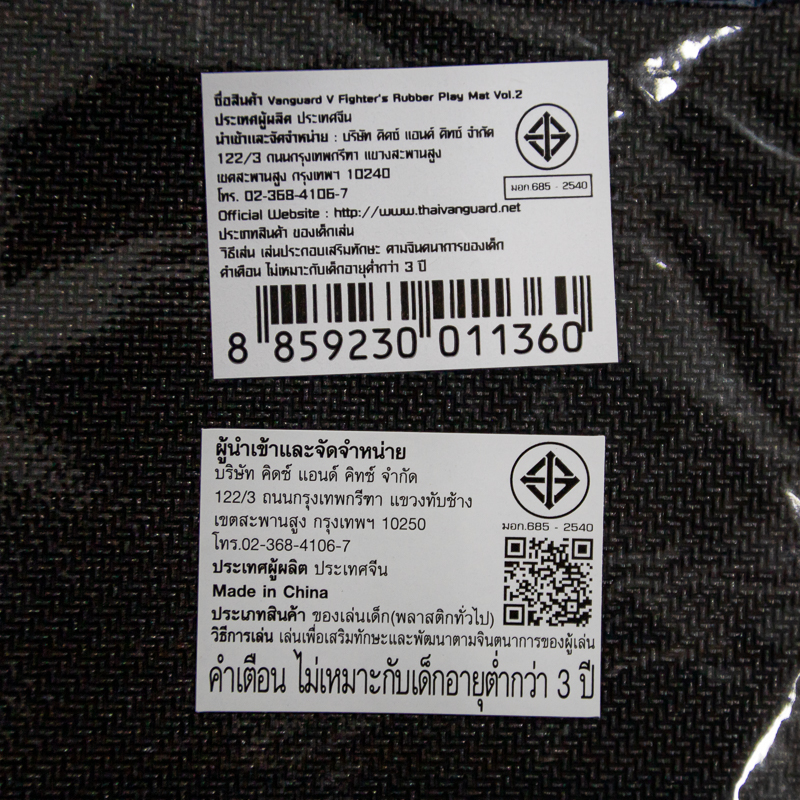 ชื่อสินค้า Vanguard V Fighter's Rubber Play Mat Vol.2
ประเทศผู้ผลิต ประเทศจีน
นำเข้าและจัดจำหน่าย : บริษัท คิดซ์ แอนด์ คิทซ์ จำกัด
122/3 ถนนกรุงเทพกรีฑา แขวงสะพานสูง
เขตสะพานสูง กรุงเทพฯ 10240
โทร. 02-368-4106-7
มอก.685 - 2540
Official Website : http://www.thaivanguard.net
ประเภทสินค้า ของเด็กเล่น
วิธีเล่น เล่นประกอบเสริมทักษะ ตามจินตนาการของเด็ก
คำเตือน ไม่เหมาะกับเด็กอายุต่ำกว่า 3 ปี
8 859230 011360
ผู้นำเข้าและจัดจำหน่าย
บริษัท คิดซ์ แอนด์ คิทซ์ จำกัด
122/3 ถนนกรุงเทพกรีฑา แขวงทับช้าง
เขตสะพานสูง กรุงเทพฯ 10250
มอก.685 - 2540
โทร.02-368-4106-7
ประเทศผู้ผลิต ประเทศจีน
Made in China
ประเภทสินค้า ของเล่นเด็ก(พลาสติกทั่วไป)
วิธีการเล่น เล่นเพื่อเสริมทักษะและพัฒนาตามจินตนาการของผู้เล่น
คำเตือน ไม่เหมาะกับเด็กอายุต่ำกว่า 3 ปี